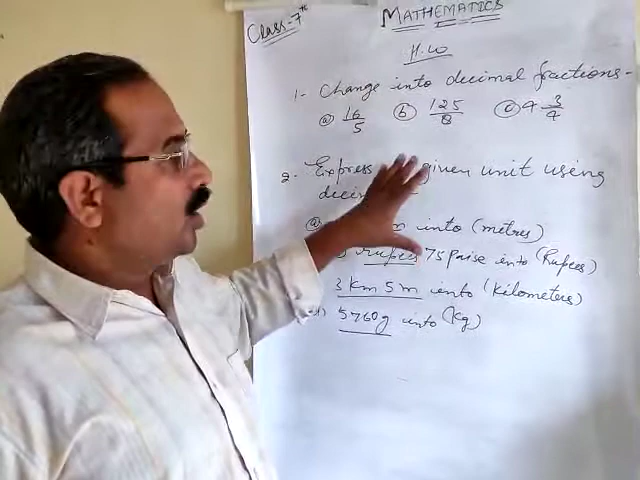 Class-7th MATHEMATICS
H.W
1- Change into decimal fractions-
(a) 16/5 (b) 125/8 (c) 4 3/4
2- Express given unit using
into (metres)
rupees 75 Paise into (Rupees)
3 km 5 m into (Kilometers)
5760g into (kg)